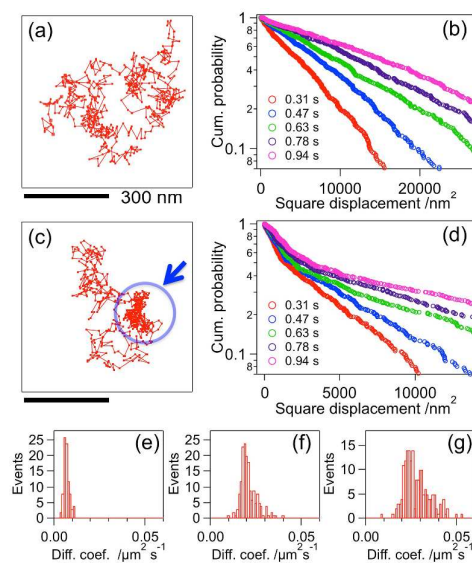 (a)
300 nm
(b)
Cum. probability
1
8
6
4
2
0.1
8
0.31 s
0.47 s
0.63 s
0.78 s
0.94 s
0
10000
20000
Square displacement /nm²
(c)
(d)
Cum. probability
1
8
6
4
2
0.1
8
0.31 s
0.47 s
0.63 s
0.78 s
0.94 s
0
5000
10000
Square displacement /nm²
(e)
Events
25
20
15
10
5
0
0.00
0.05
Diff. coef. /µm² s⁻¹
(f)
Events
25
20
15
10
5
0
0.00
0.05
Diff. coef. /µm² s⁻¹
(g)
Events
20
15
10
5
0
0.00
0.05
Diff. coef. /µm² s⁻¹